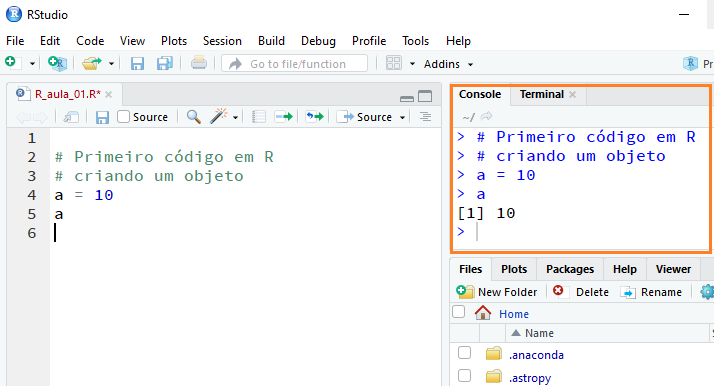 RStudio
File Edit Code View Plots Session Build Debug Profile Tools Help
Go to file/function Addins
R_aula_01.R*
Source Source
1
2 # Primeiro código em R
3 # criando um objeto
4 a = 10
5 a
6
Console Terminal
~/
> # Primeiro código em R
> # criando um objeto
> a = 10
> a
[1] 10
>
Files Plots Packages Help Viewer
New Folder Delete Rename
Home
Name
.anaconda
.astropy